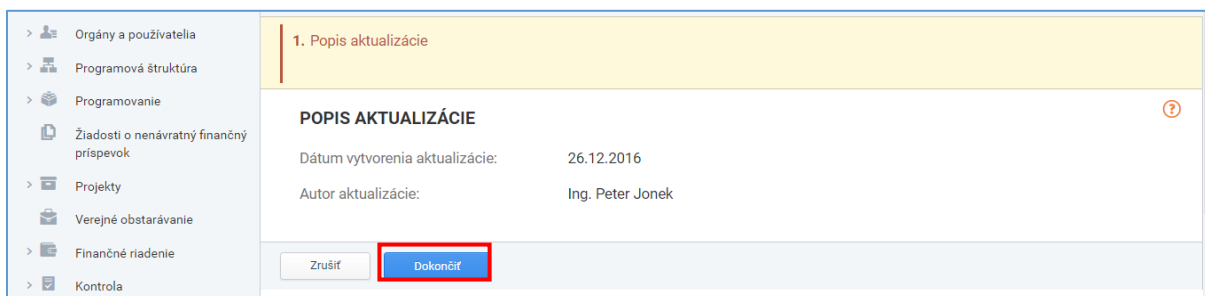 Orgány a používatelia
Programová štruktúra
Programovanie
Žiadosti o nenávratný finančný
príspevok
Projekty
Verejné obstarávanie
Finančné riadenie
Kontrola
1. Popis aktualizácie
POPIS AKTUALIZÁCIE
?
Dátum vytvorenia aktualizácie: 26.12.2016
Autor aktualizácie: Ing. Peter Jonek
Zrušiť Dokončiť